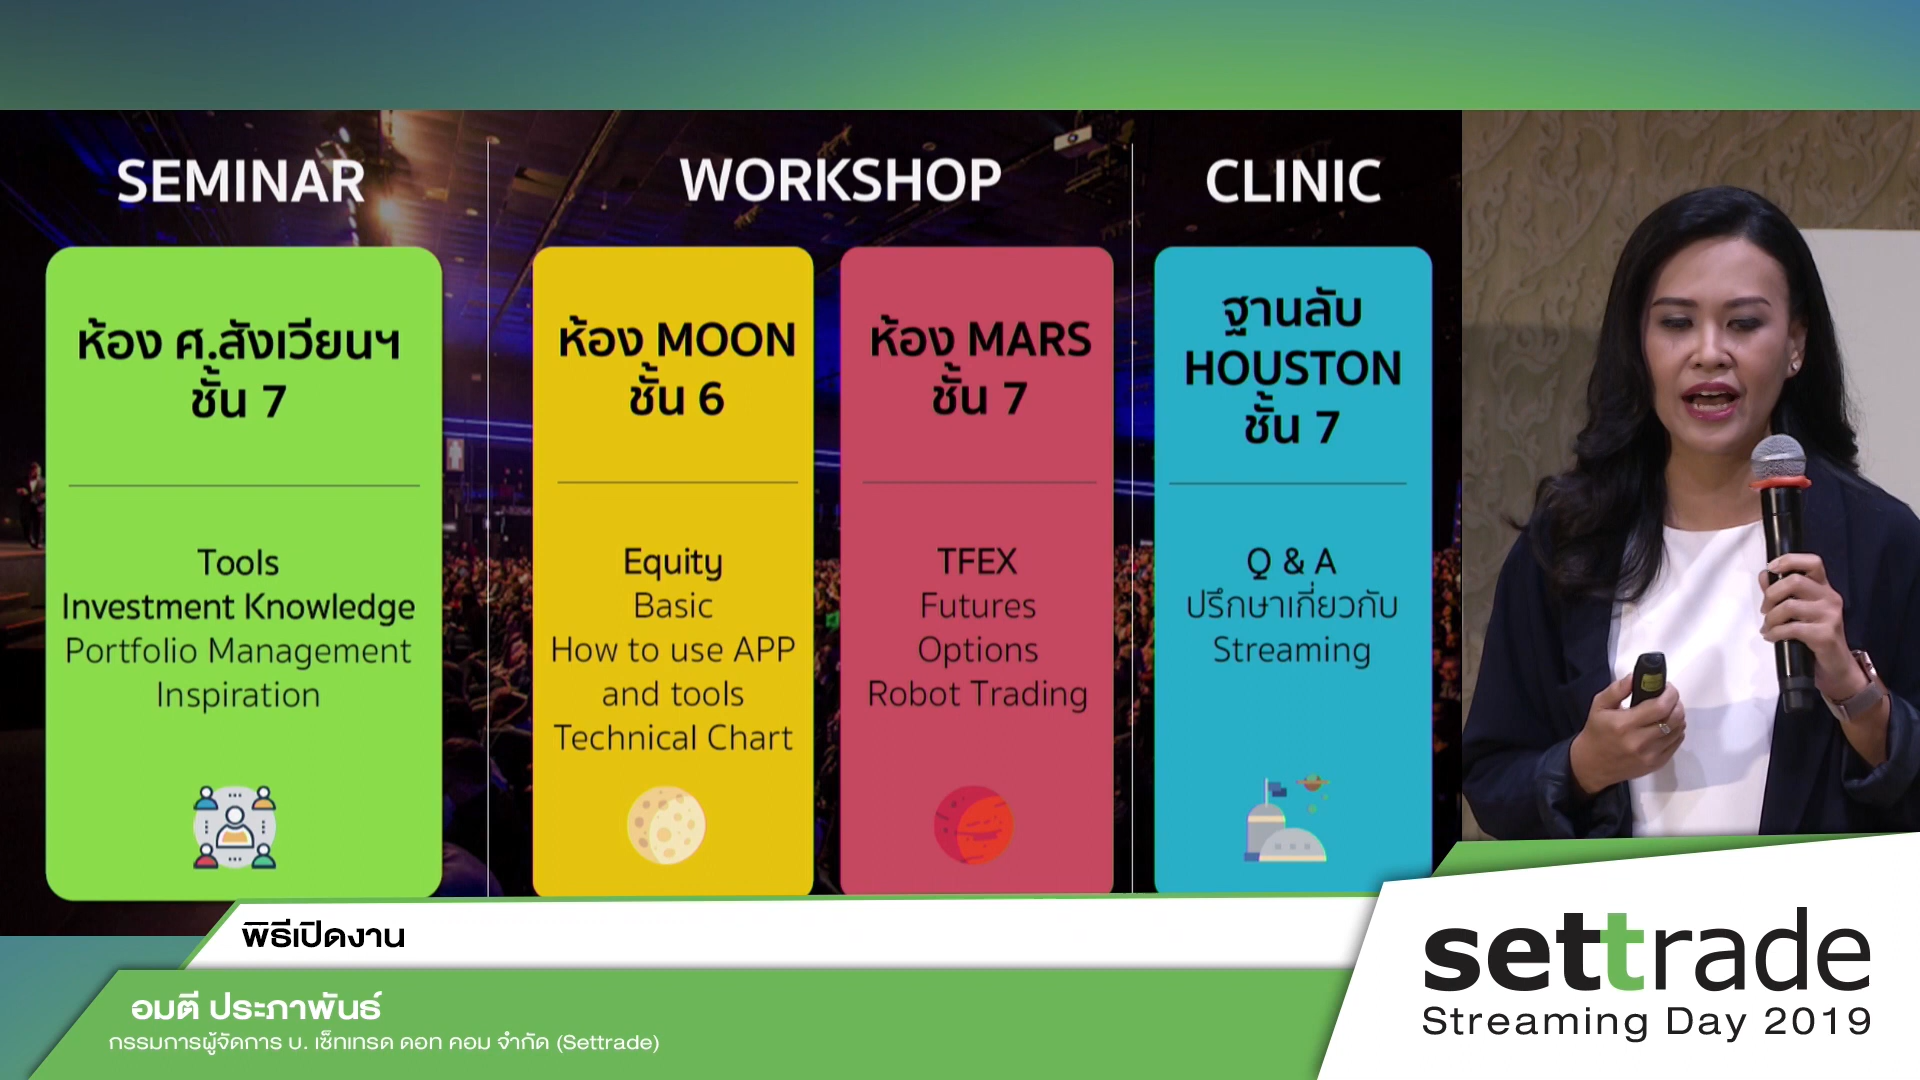 SEMINAR
ห้อง ศ.สังเวียนฯ
ชั้น 7
Tools
Investment Knowledge
Portfolio Management
Inspiration
WORKSHOP
ห้อง MOON
ชั้น 6
Equity
Basic
How to use APP
and tools
Technical Chart
ห้อง MARS
ชั้น 7
TFEX
Futures
Options
Robot Trading
CLINIC
ฐานลับ
HOUSTON
ชั้น 7
Q & A
ปรึกษาเกี่ยวกับ
Streaming
พิธีเปิดงาน
อมตี ประภาพันธ์
กรรมการผู้จัดการ บ. เซ็ทเทรด ดอท คอม จำกัด (Settrade)
settrade
Streaming Day 2019